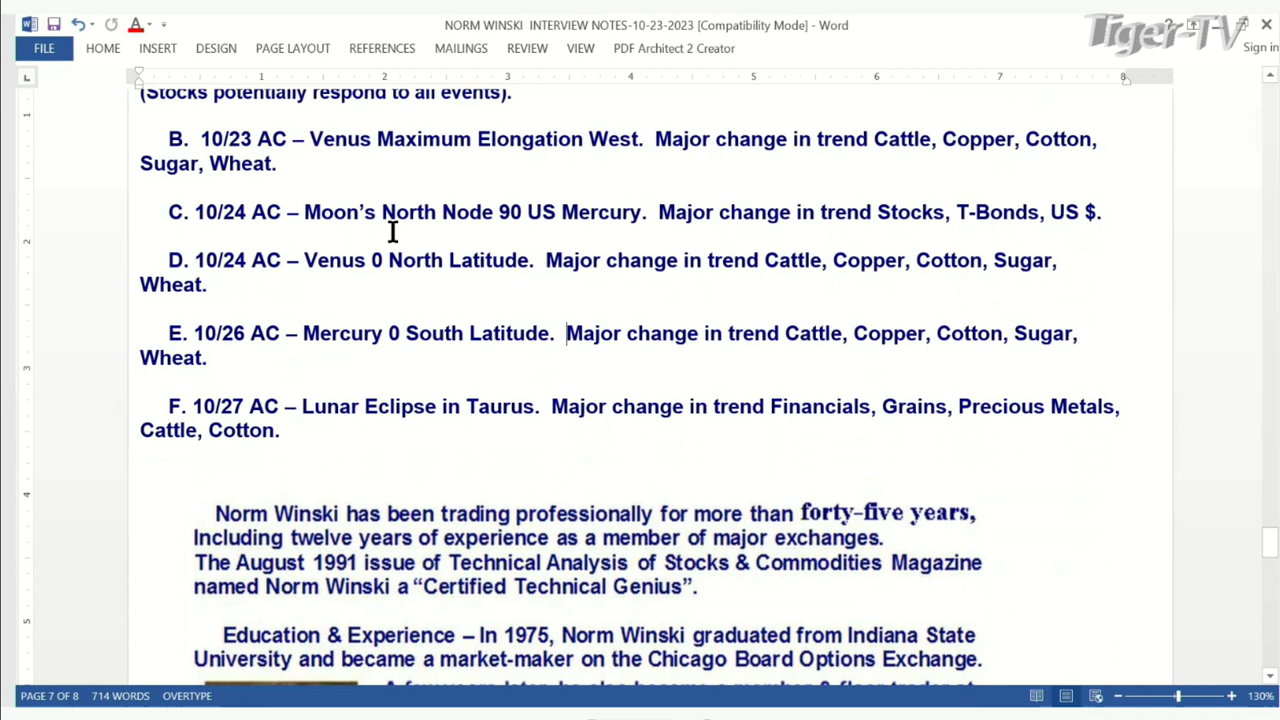 NORM WINSKI  INTERVIEW NOTES-10-23-2023 [Compatibility Mode] - Word
Tiger-TV
FILE HOME INSERT DESIGN PAGE LAYOUT REFERENCES MAILINGS REVIEW VIEW PDF Architect 2 Creator Sign in
1 2 3 4 5 6 7 8
(Stocks potentially respond to all events).
B.  10/23 AC – Venus Maximum Elongation West.  Major change in trend Cattle, Copper, Cotton,
Sugar, Wheat.
C. 10/24 AC – Moon’s North Node 90 US Mercury.  Major change in trend Stocks, T-Bonds, US $.
D. 10/24 AC – Venus 0 North Latitude.  Major change in trend Cattle, Copper, Cotton, Sugar,
Wheat.
E. 10/26 AC – Mercury 0 South Latitude.  Major change in trend Cattle, Copper, Cotton, Sugar,
Wheat.
F. 10/27 AC – Lunar Eclipse in Taurus.  Major change in trend Financials, Grains, Precious Metals,
Cattle, Cotton.
Norm Winski has been trading professionally for more than forty-five years,
Including twelve years of experience as a member of major exchanges.
The August 1991 issue of Technical Analysis of Stocks & Commodities Magazine
named Norm Winski a “Certified Technical Genius”.
Education & Experience – In 1975, Norm Winski graduated from Indiana State
University and became a market-maker on the Chicago Board Options Exchange.
PAGE 7 OF 8 714 WORDS OVERTYPE 130%